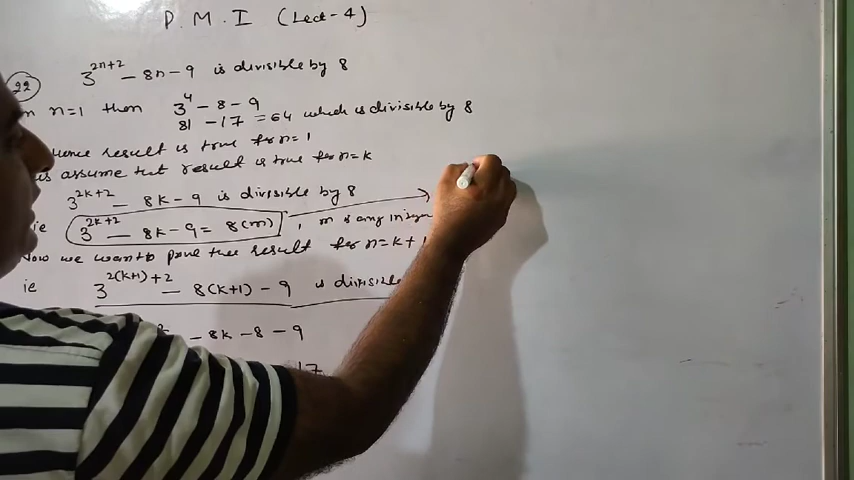 P. M. I (Lect-4)
22 3^{2n+2} - 8n - 9 is divisible by 8
n=1 then 3^4 - 8 - 9
81 - 17 = 64 which is divisible by 8
Hence result is true for n=1
us assume that result is true for n=k
3^{2k+2} - 8k - 9 is divisible by 8
ie 3^{2k+2} - 8k - 9 = 8(m) , m is any integer
Now we want to prove that result for n=k+1
ie 3^{2(k+1)+2} - 8(k+1) - 9 is divisible
- 8k - 8 - 9
17